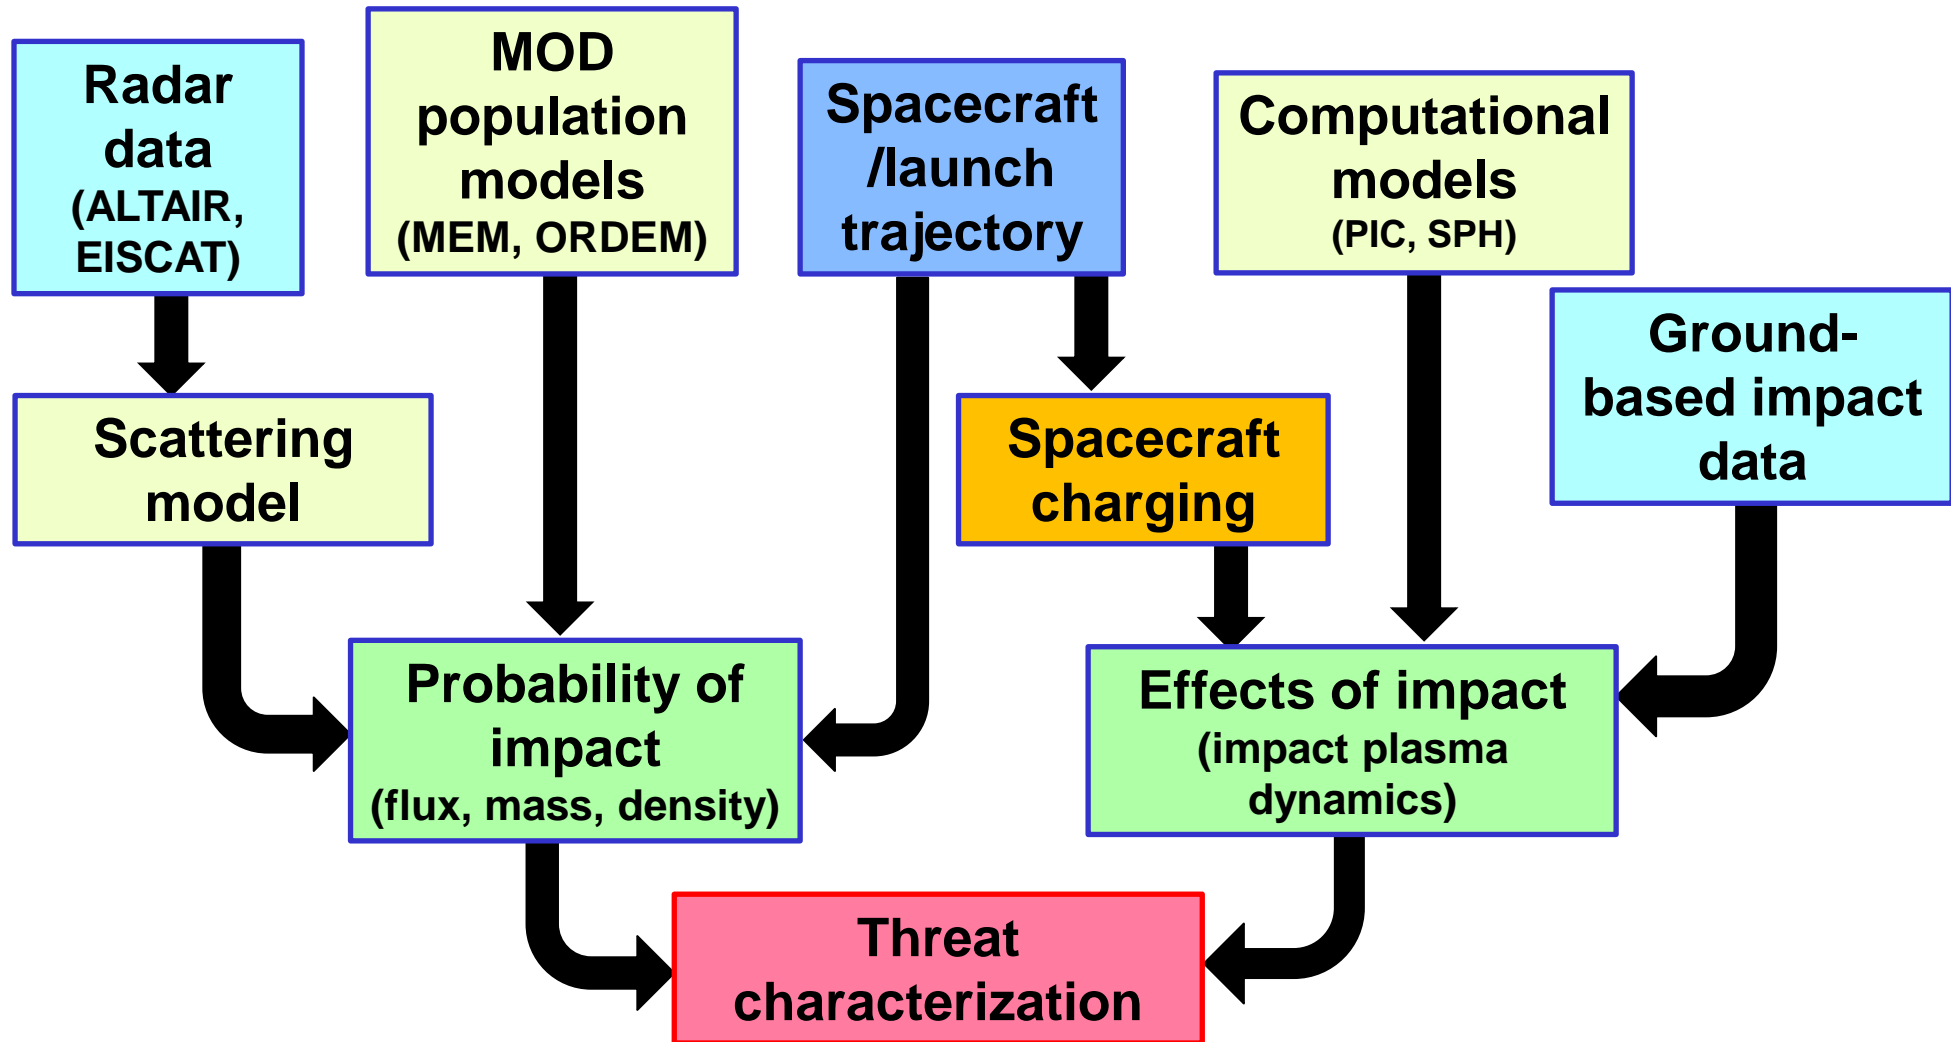 Radar
data
(ALTAIR,
EISCAT)
MOD
population
models
(MEM, ORDEM)
Spacecraft
/launch
trajectory
Computational
models
(PIC, SPH)
Ground-
based impact
data
Scattering
model
Spacecraft
charging
Probability of
impact
(flux, mass, density)
Effects of impact
(impact plasma
dynamics)
Threat
characterization